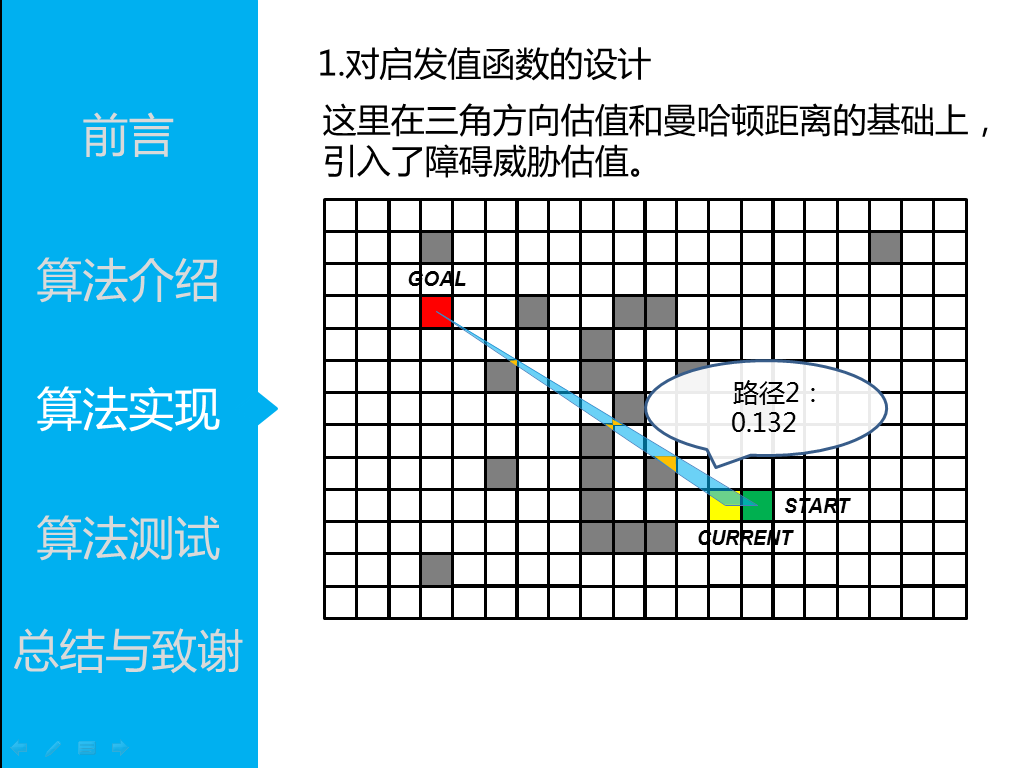 前言
算法介绍
算法实现
算法测试
总结与致谢
1.对启发值函数的设计
这里在三角方向估值和曼哈顿距离的基础上，
引入了障碍威胁估值。
GOAL
路径2：
0.132
START
CURRENT